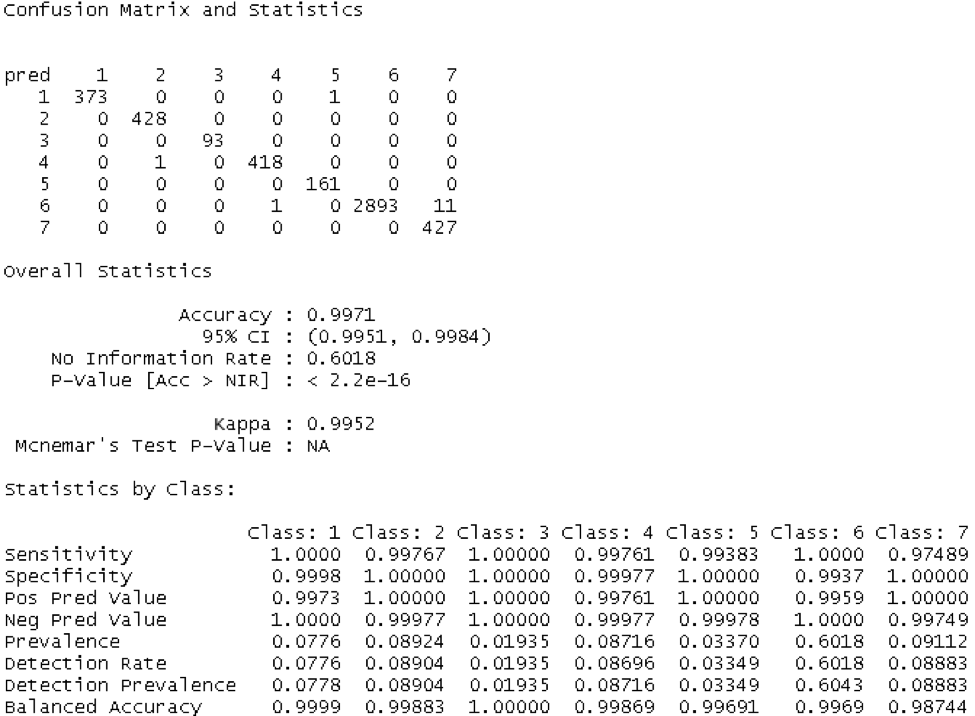 Confusion Matrix and Statistics
pred 1 2 3 4 5 6 7
1 373 0 0 0 1 0 0
2 0 428 0 0 0 0 0
3 0 0 93 0 0 0 0
4 0 1 0 418 0 0 0
5 0 0 0 0 161 0 0
6 0 0 0 1 0 2893 11
7 0 0 0 0 0 0 427
Overall Statistics
Accuracy : 0.9971
95% CI : (0.9951, 0.9984)
No Information Rate : 0.6018
P-Value [Acc > NIR] : < 2.2e-16
Kappa : 0.9952
Mcnemar's Test P-Value : NA
Statistics by Class:
Class: 1 Class: 2 Class: 3 Class: 4 Class: 5 Class: 6 Class: 7
Sensitivity 1.0000 0.99767 1.00000 0.99761 0.99383 1.0000 0.97489
Specificity 0.9998 1.00000 1.00000 0.99977 1.00000 0.9937 1.00000
Pos Pred Value 0.9973 1.00000 1.00000 0.99761 1.00000 0.9959 1.00000
Neg Pred Value 1.0000 0.99977 1.00000 0.99977 0.99978 1.0000 0.99749
Prevalence 0.0776 0.08924 0.01935 0.08716 0.03370 0.6018 0.09112
Detection Rate 0.0776 0.08904 0.01935 0.08696 0.03349 0.6018 0.08883
Detection Prevalence 0.0778 0.08904 0.01935 0.08716 0.03349 0.6043 0.08883
Balanced Accuracy 0.9999 0.99883 1.00000 0.99869 0.99691 0.9969 0.98744